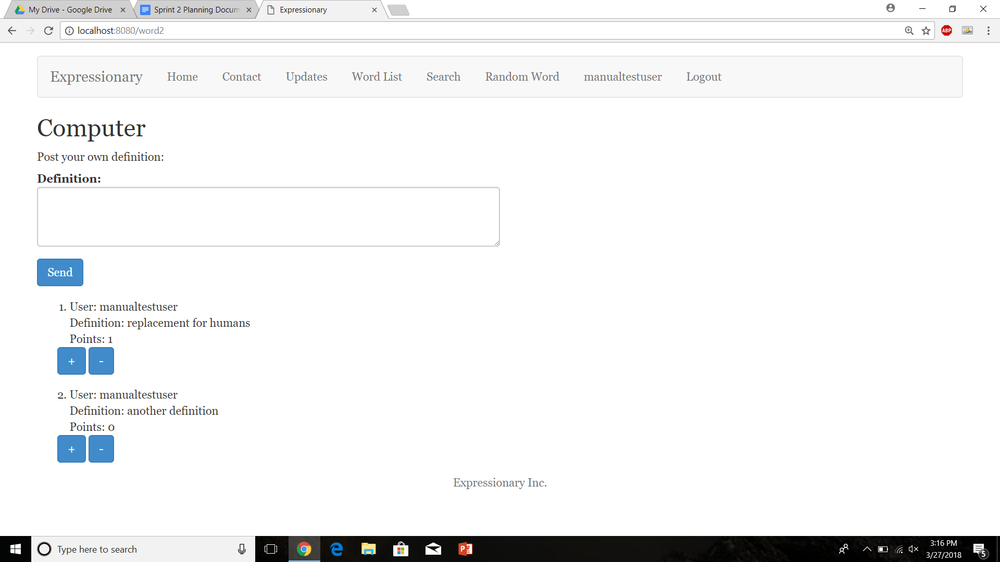 My Drive - Google Drive
Sprint 2 Planning Docum
Expressionary
localhost:8080/word2
ABP
Expressionary Home Contact Updates Word List Search Random Word manualtestuser Logout
Computer
Post your own definition:
Definition:
Send
1. User: manualtestuser
Definition: replacement for humans
Points: 1
+ -
2. User: manualtestuser
Definition: another definition
Points: 0
+ -
Expressionary Inc.
Type here to search
3:16 PM
3/27/2018
5